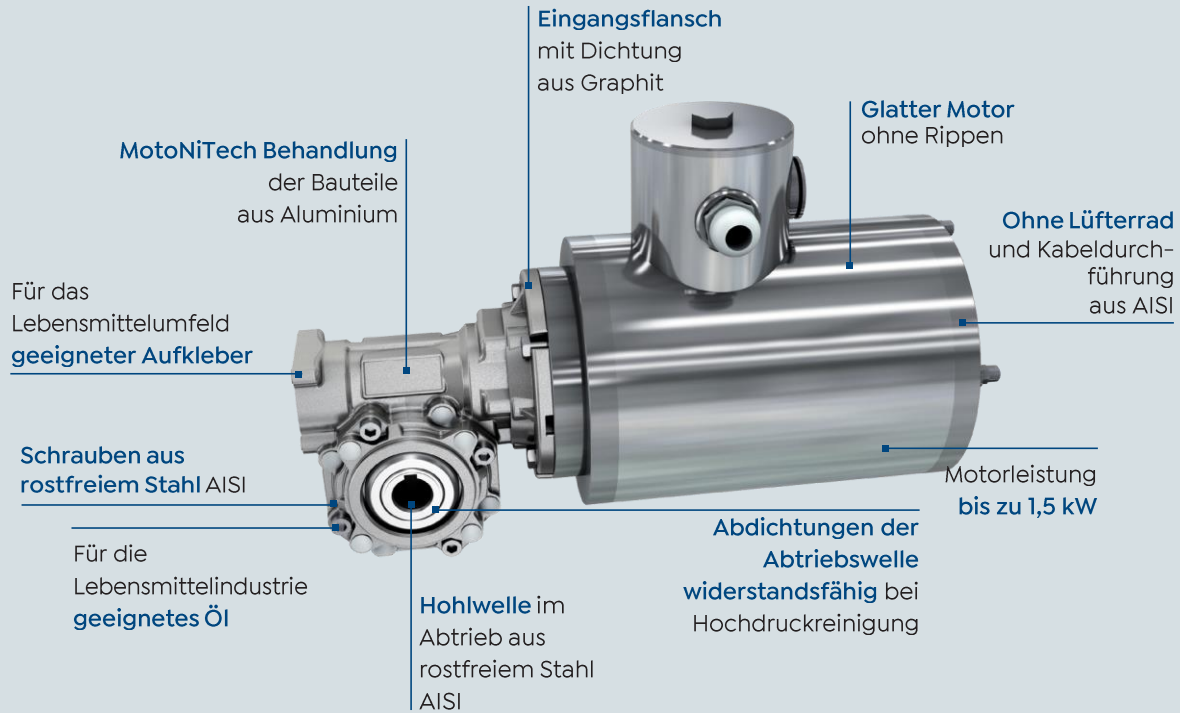 Eingangsflansch
mit Dichtung
aus Graphit
Glatter Motor
ohne Rippen
MotoNiTech Behandlung
der Bauteile
aus Aluminium
Ohne Lüfterrad
und Kabeldurch-
führung
aus AISI
Für das
Lebensmittelumfeld
geeigneter Aufkleber
Schrauben aus
rostfreiem Stahl AISI
Motorleistung
bis zu 1,5 kW
Für die
Lebensmittelindustrie
geeignetes Öl
Abdichtungen der
Abtriebswelle
widerstandsfähig bei
Hochdruckreinigung
Hohlwelle im
Abtrieb aus
rostfreiem Stahl
AISI